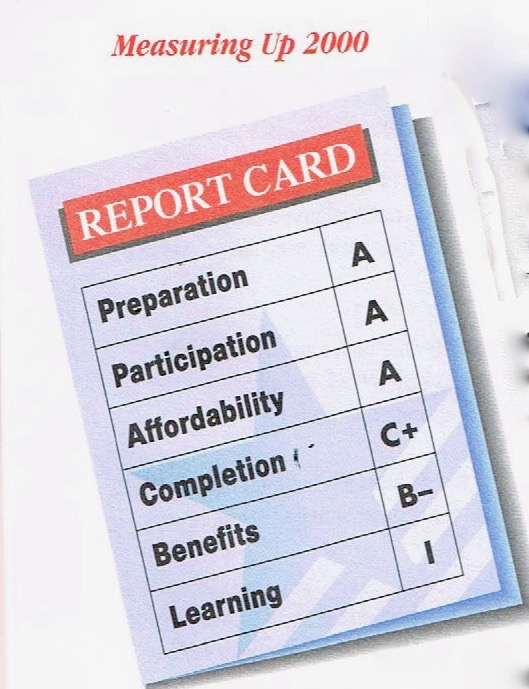 Measuring Up 2000
REPORT CARD
Preparation A
Participation A
Affordability A
Completion C+
Benefits B–
Learning I